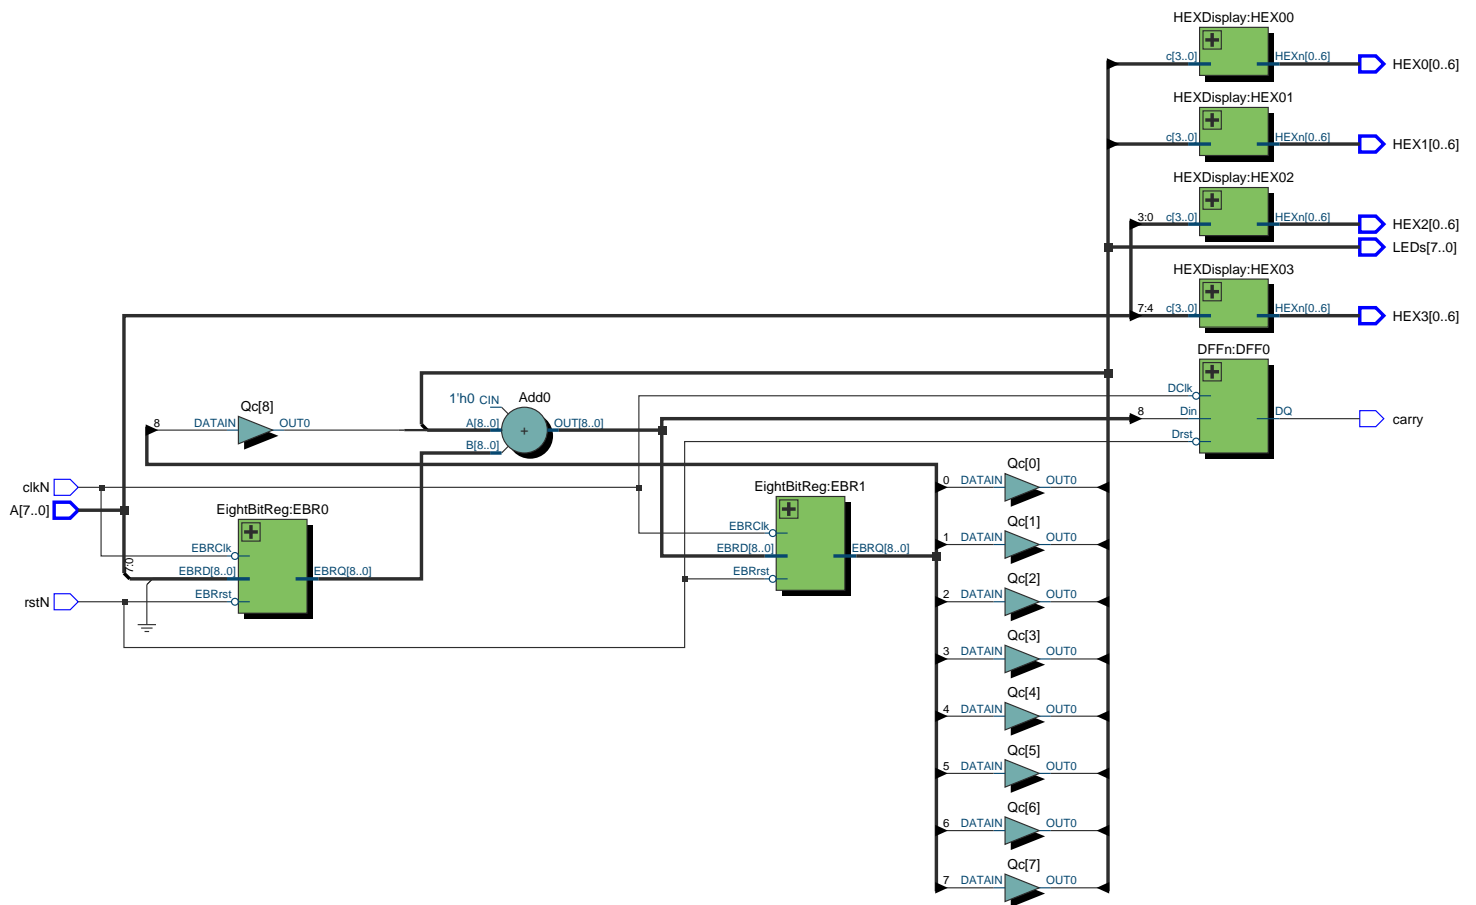 HEXDisplay:HEX00
c[3..0] HEXn[0..6] HEX0[0..6]
HEXDisplay:HEX01
c[3..0] HEXn[0..6] HEX1[0..6]
HEXDisplay:HEX02
3:0 c[3..0] HEXn[0..6] HEX2[0..6]
LEDs[7..0]
HEXDisplay:HEX03
7:4 c[3..0] HEXn[0..6] HEX3[0..6]
DFFn:DFF0
DClk
1'h0 CIN Add0
Qc[8]
8 DATAIN OUT0 A[8..0] + OUT[8..0] 8 Din DQ carry
B[8..0] Drst
Qc[0]
clkN 0 DATAIN OUT0
EightBitReg:EBR1
A[7..0] EightBitReg:EBR0
Qc[1]
EBRClk
1 DATAIN OUT0
EBRClk EBRD[8..0] EBRQ[8..0]
7:0 EBRD[8..0] EBRQ[8..0] EBRrst
Qc[2]
rstN EBRrst 2 DATAIN OUT0
Qc[3]
3 DATAIN OUT0
Qc[4]
4 DATAIN OUT0
Qc[5]
5 DATAIN OUT0
Qc[6]
6 DATAIN OUT0
Qc[7]
7 DATAIN OUT0